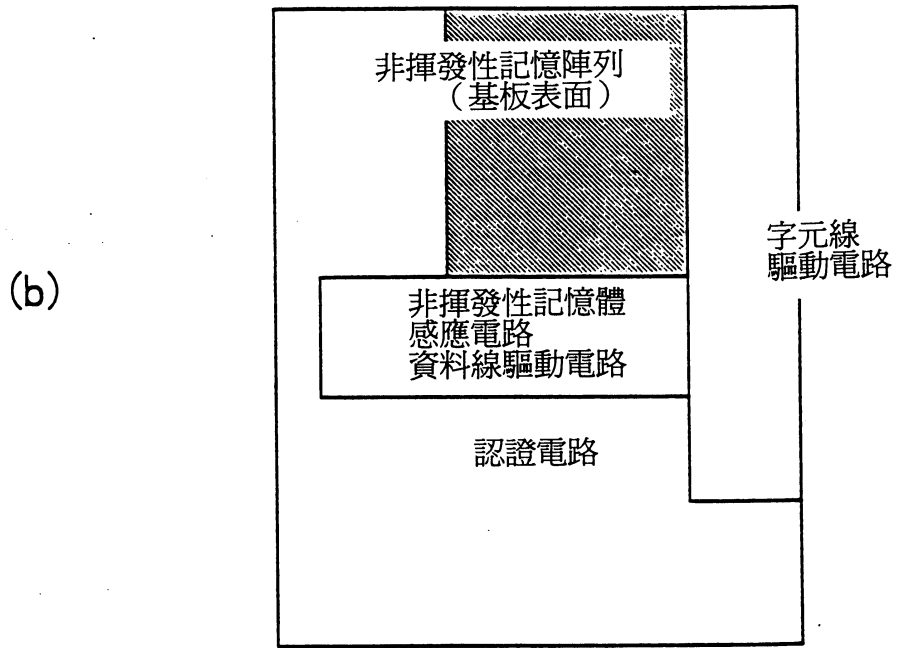 非揮發性記憶陣列
（基板表面）
字元線
驅動電路
(b)
非揮發性記憶體
感應電路
資料線驅動電路
認證電路